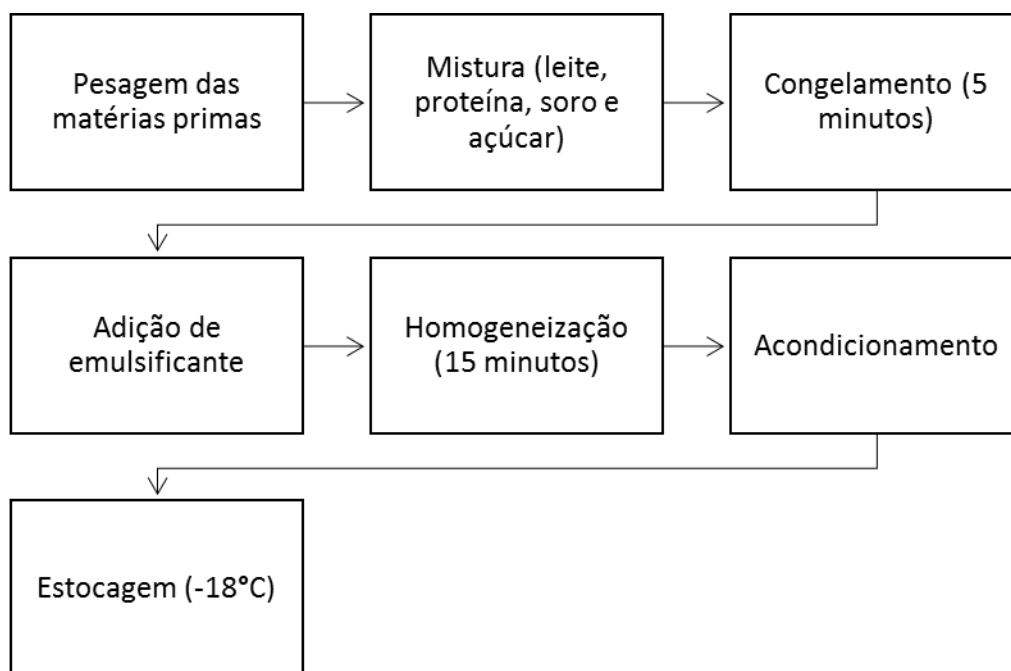 Pesagem das
matérias primas
Mistura (leite,
proteína, soro e
açúcar)
Congelamento (5
minutos)
Adição de
emulsificante
Homogeneização
(15 minutos)
Acondicionamento
Estocagem (-18°C)